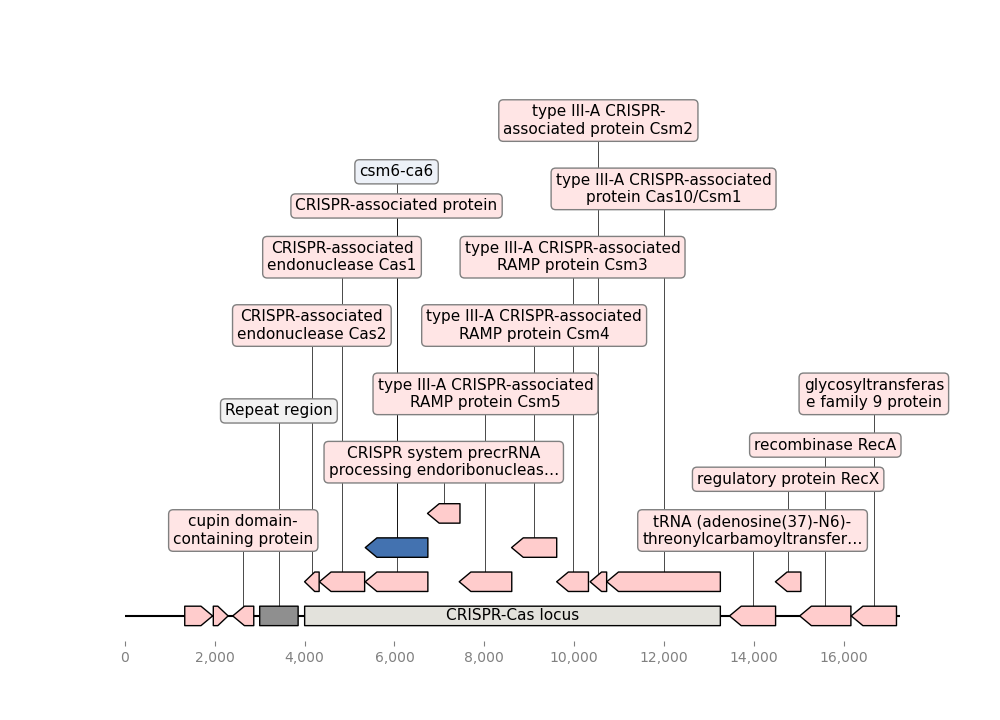 type III-A CRISPR-
associated protein Csm2
csm6-ca6
type III-A CRISPR-associated
protein Cas10/Csm1
CRISPR-associated protein
CRISPR-associated
endonuclease Cas1
type III-A CRISPR-associated
RAMP protein Csm3
CRISPR-associated
endonuclease Cas2
type III-A CRISPR-associated
RAMP protein Csm4
type III-A CRISPR-associated
RAMP protein Csm5
glycosyltransferas
e family 9 protein
Repeat region
recombinase RecA
CRISPR system precrRNA
processing endoribonucleas…
regulatory protein RecX
cupin domain-
containing protein
tRNA (adenosine(37)-N6)-
threonylcarbamoyltransfer…
CRISPR-Cas locus
0 2,000 4,000 6,000 8,000 10,000 12,000 14,000 16,000